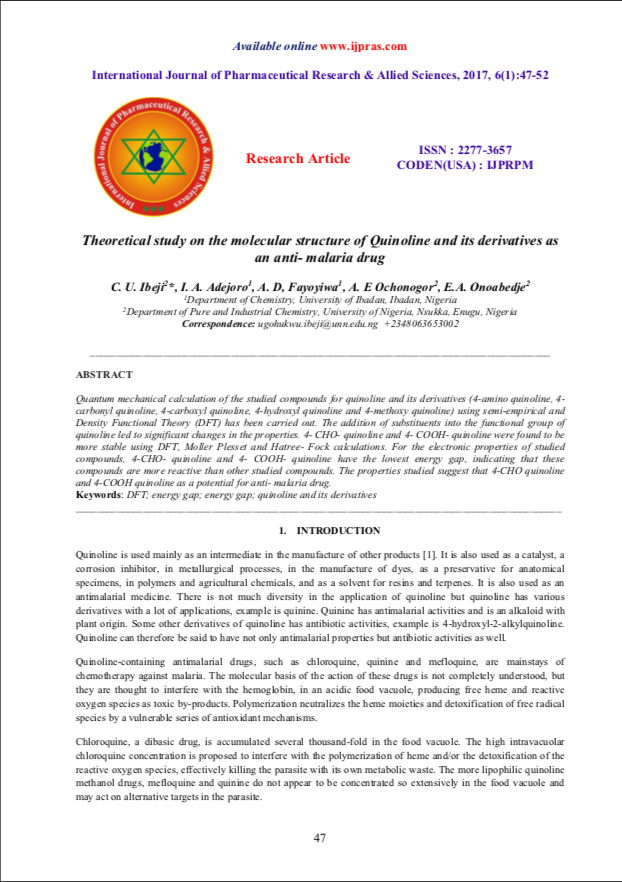 Available online www.ijpras.com
International Journal of Pharmaceutical Research & Allied Sciences, 2017, 6(1):47-52
International Journal of Pharmaceutical Research & Allied Sciences
Research Article
ISSN : 2277-3657
CODEN(USA) : IJPRPM
Theoretical study on the molecular structure of Quinoline and its derivatives as
an anti- malaria drug
C. U. Ibeji2*, I. A. Adejoro1, A. D, Fayoyiwa1, A. E Ochonogor2, E.A. Onoabedje2
1Department of Chemistry, University of Ibadan, Ibadan, Nigeria
2Department of Pure and Industrial Chemistry, University of Nigeria, Nsukka, Enugu, Nigeria
Correspondence: ugohukwu.ibeji@unn.edu.ng +2348063653002
ABSTRACT
Quantum mechanical calculation of the studied compounds for quinoline and its derivatives (4-amino quinoline, 4-
carbonyl quinoline, 4-carboxyl quinoline, 4-hydroxyl quinoline and 4-methoxy quinoline) using semi-empirical and
Density Functional Theory (DFT) has been carried out. The addition of substituents into the functional group of
quinoline led to significant changes in the properties. 4- CHO- quinoline and 4- COOH- quinoline were found to be
more stable using DFT, Moller Plesset and Hatree- Fock calculations. For the electronic properties of studied
compounds, 4-CHO- quinoline and 4- COOH- quinoline have the lowest energy gap, indicating that these
compounds are more reactive than other studied compounds. The properties studied suggest that 4-CHO quinoline
and 4-COOH quinoline as a potential for anti- malaria drug.
Keywords: DFT; energy gap; energy gap; quinoline and its derivatives
1. INTRODUCTION
Quinoline is used mainly as an intermediate in the manufacture of other products [1]. It is also used as a catalyst, a
corrosion inhibitor, in metallurgical processes, in the manufacture of dyes, as a preservative for anatomical
specimens, in polymers and agricultural chemicals, and as a solvent for resins and terpenes. It is also used as an
antimalarial medicine. There is not much diversity in the application of quinoline but quinoline has various
derivatives with a lot of applications, example is quinine. Quinine has antimalarial activities and is an alkaloid with
plant origin. Some other derivatives of quinoline has antibiotic activities, example is 4-hydroxyl-2-alkylquinoline.
Quinoline can therefore be said to have not only antimalarial properties but antibiotic activities as well.
Quinoline-containing antimalarial drugs, such as chloroquine, quinine and mefloquine, are mainstays of
chemotherapy against malaria. The molecular basis of the action of these drugs is not completely understood, but
they are thought to interfere with the hemoglobin, in an acidic food vacuole, producing free heme and reactive
oxygen species as toxic by-products. Polymerization neutralizes the heme moieties and detoxification of free radical
species by a vulnerable series of antioxidant mechanisms.
Chloroquine, a dibasic drug, is accumulated several thousand-fold in the food vacuole. The high intravacuolar
chloroquine concentration is proposed to interfere with the polymerization of heme and/or the detoxification of the
reactive oxygen species, effectively killing the parasite with its own metabolic waste. The more lipophilic quinoline
methanol drugs, mefloquine and quinine do not appear to be concentrated so extensively in the food vacuole and
may act on alternative targets in the parasite.
47